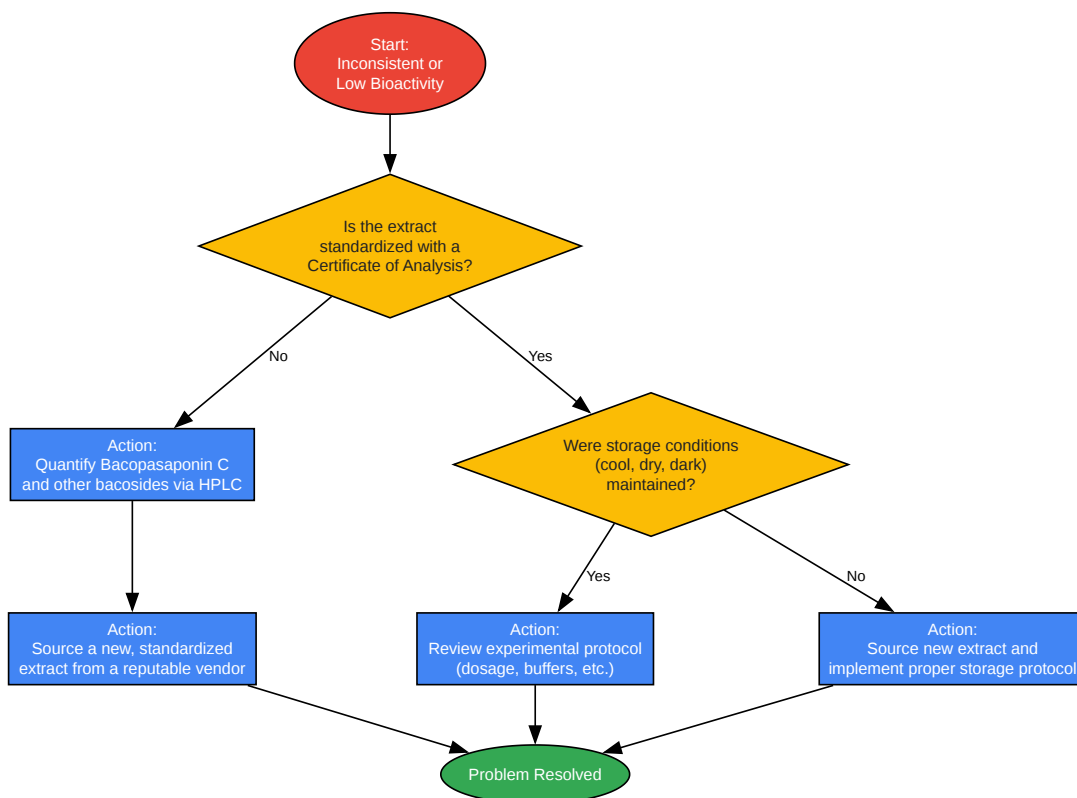 Start:
Inconsistent or
Low Bioactivity
Is the extract
standardized with a
Certificate of Analysis?
No
Yes
Action:
Quantify Bacopasaponin C
and other bacosides via HPLC
Were storage conditions
(cool, dry, dark)
maintained?
Yes
No
Action:
Source a new, standardized
extract from a reputable vendor
Action:
Review experimental protocol
(dosage, buffers, etc.)
Action:
Source new extract and
implement proper storage protocol
Problem Resolved